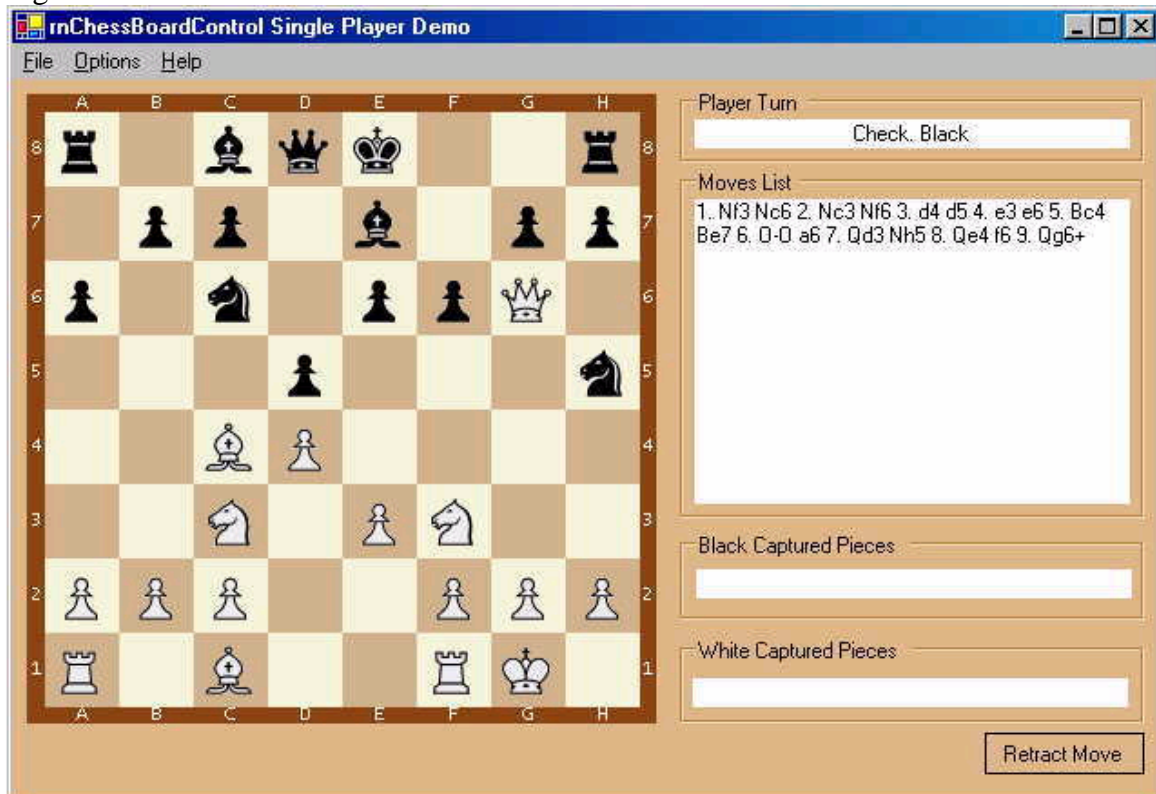 rnChessBoardControl Single Player Demo
File Options Help
A B C D E F G H
8 8
7 7
6 6
5 5
4 4
3 3
2 2
1 1
A B C D E F G H
Player Turn
Check. Black
Moves List
1. Nf3 Nc6 2. Nc3 Nf6 3. d4 d5 4. e3 e6 5. Bc4
Be7 6. O-O a6 7. Qd3 Nh5 8. Qe4 f6 9. Qg6+
Black Captured Pieces
White Captured Pieces
Retract Move